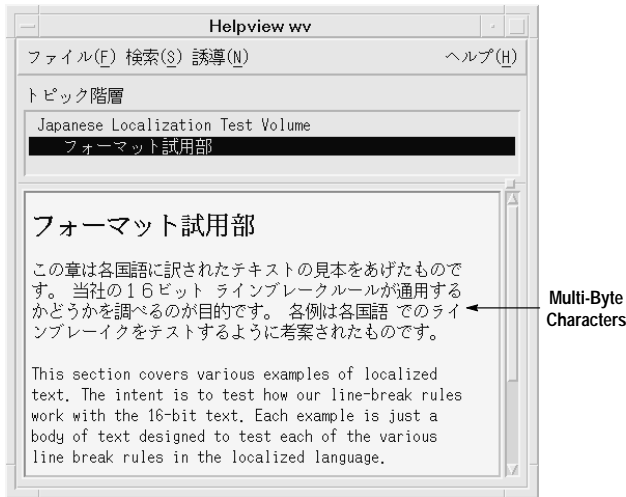 Helpview wv
ファイル(F) 検索(S) 誘導(N) ヘルプ(H)
トピック階層
Japanese Localization Test Volume
フォーマット試用部
フォーマット試用部
この章は各国語に訳されたテキストの見本をあげたもので
す。 当社の16ビット ラインブレークルールが通用する
かどうかを調べるのが目的です。 各例は各国語 でのライ
ンブレーイクをテストするように考案されたものです。
Multi-Byte
Characters
This section covers various examples of localized
text. The intent is to test how our line-break rules
work with the 16-bit text. Each example is just a
body of text designed to test each of the various
line break rules in the localized language.